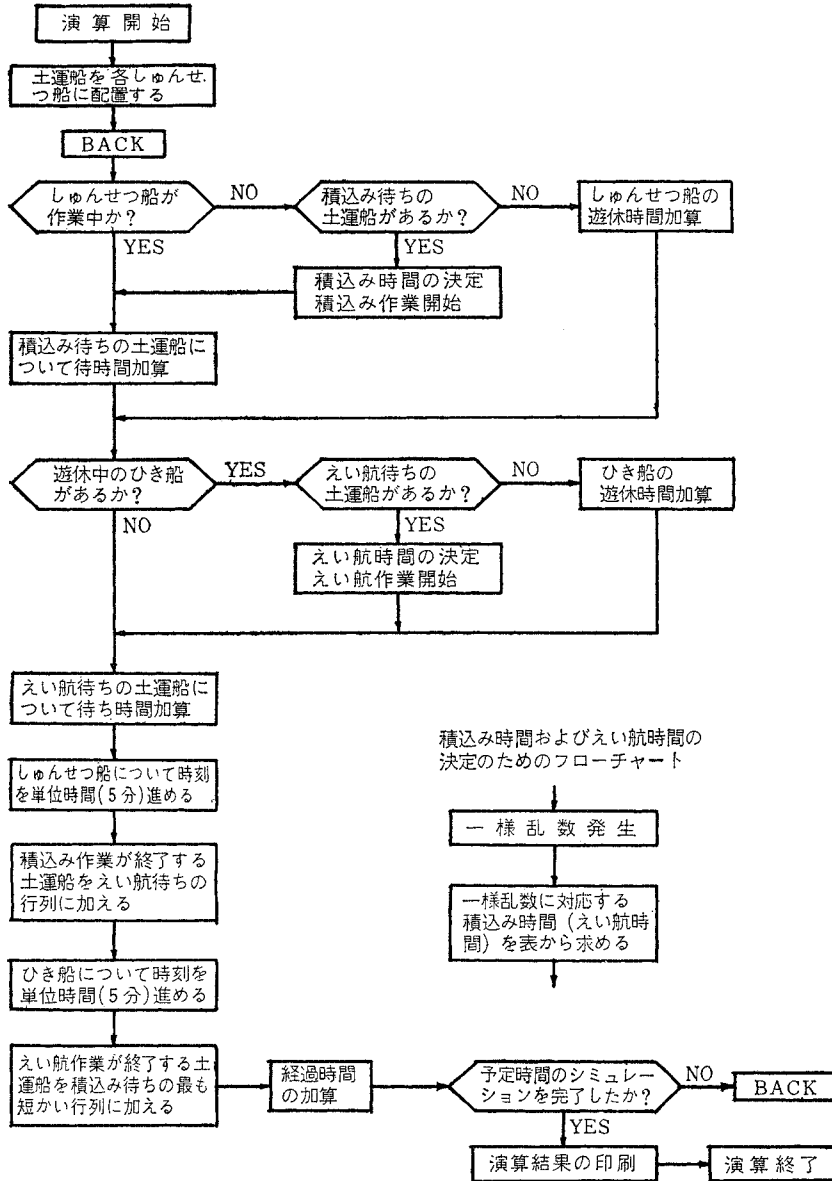 演算開始
土運船を各しゅんせ
つ船に配置する
BACK
しゅんせつ船が
作業中か?
NO
積込み待ちの
土運船があるか?
NO
しゅんせつ船の
遊休時間加算
YES
YES
積込み時間の決定
積込み作業開始
積込み待ちの土運船に
ついて待時間加算
遊休中のひき船
があるか?
YES
えい航待ちの
土運船があるか?
NO
ひき船の
遊休時間加算
NO
YES
えい航時間の決定
えい航作業開始
えい航待ちの土運船に
ついて待ち時間加算
しゅんせつ船について時刻
を単位時間(5分)進める
積込み作業が終了する
土運船をえい航待ちの
行列に加える
ひき船について時刻を
単位時間(5分)進める
えい航作業が終了する土
運船を積込み待ちの最も
短かい行列に加える
経過時間
の加算
予定時間のシミュレー
ションを完了したか?
NO
BACK
YES
演算結果の印刷
演算終了
積込み時間およびえい航時間の
決定のためのフローチャート
一様乱数発生
一様乱数に対応する
積込み時間(えい航時
間)を表から求める